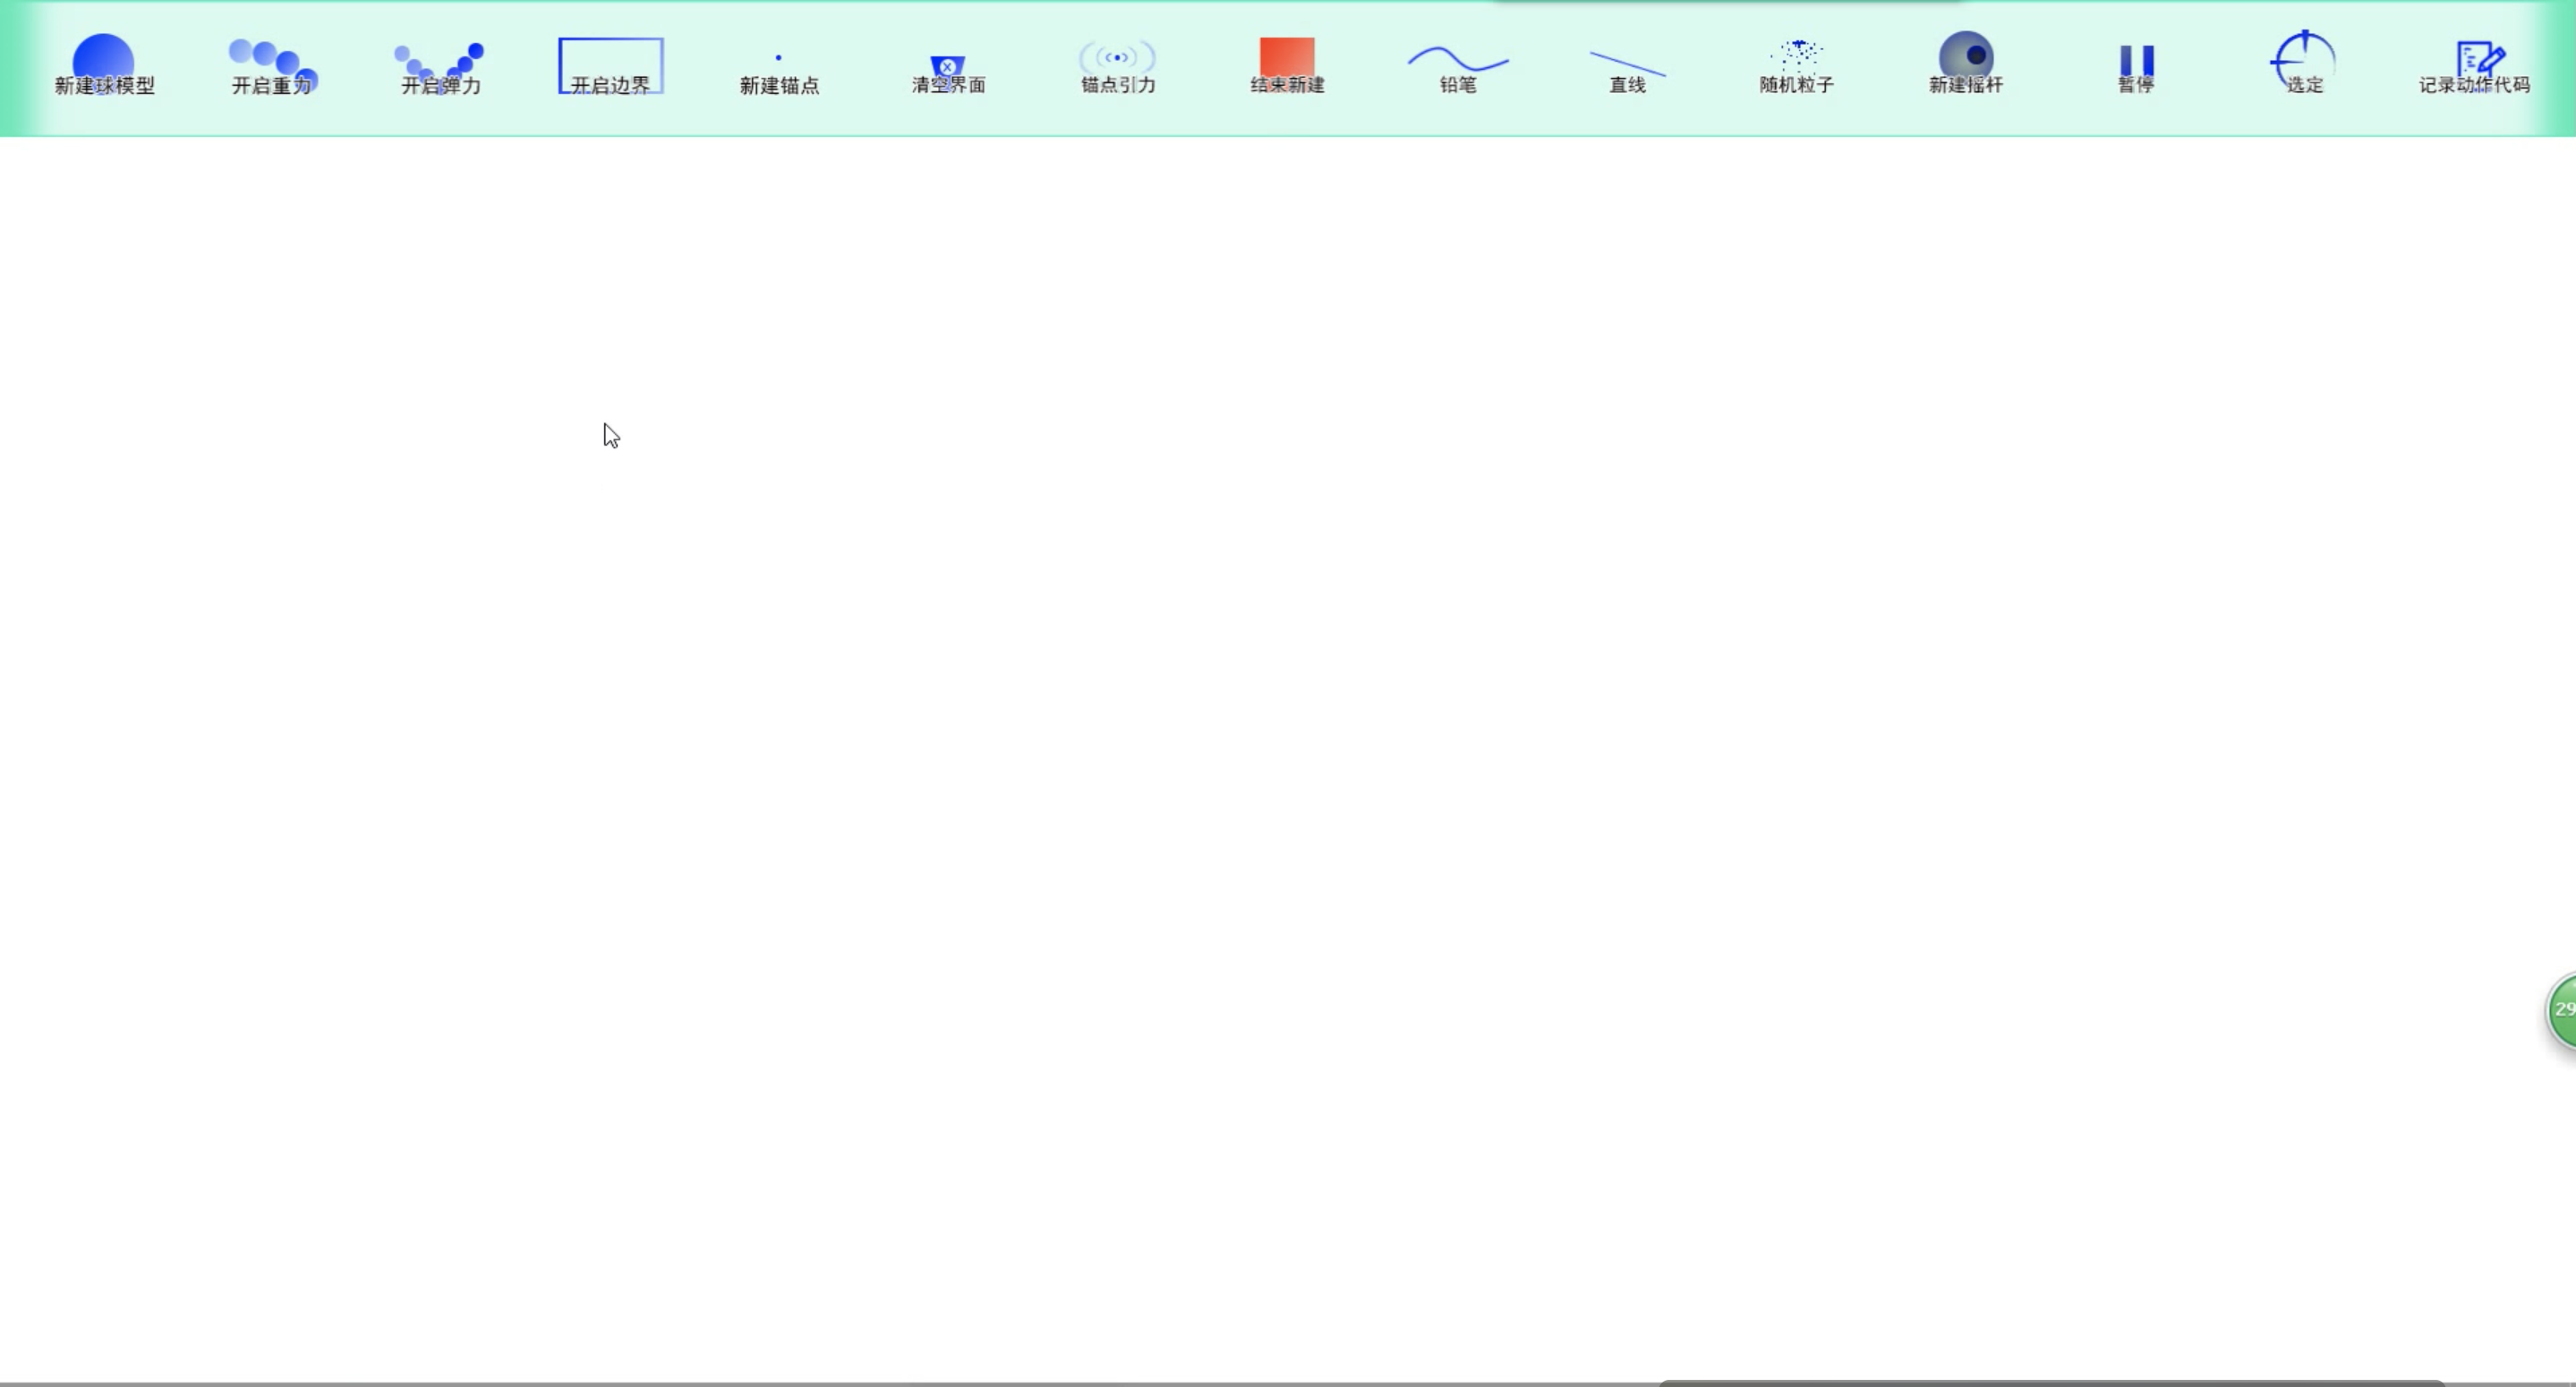 新建球模型
开启重力
开启弹力
开启边界
新建锚点
清空界面
锚点引力
结束新建
铅笔
直线
随机粒子
新建摇杆
暂停
选定
记录动作代码
29